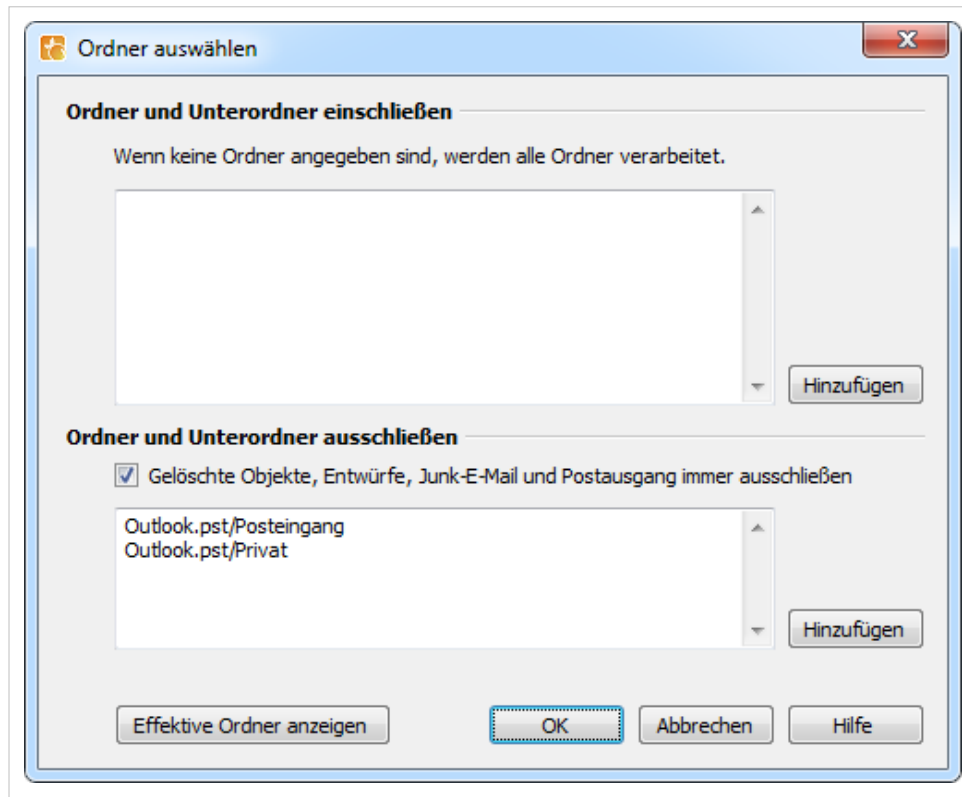 Ordner auswählen
Ordner und Unterordner einschließen
Wenn keine Ordner angegeben sind, werden alle Ordner verarbeitet.
Hinzufügen
Ordner und Unterordner ausschließen
Gelöschte Objekte, Entwürfe, Junk-E-Mail und Postausgang immer ausschließen
Outlook.pst/Posteingang
Outlook.pst/Privat
Hinzufügen
Effektive Ordner anzeigen OK Abbrechen Hilfe